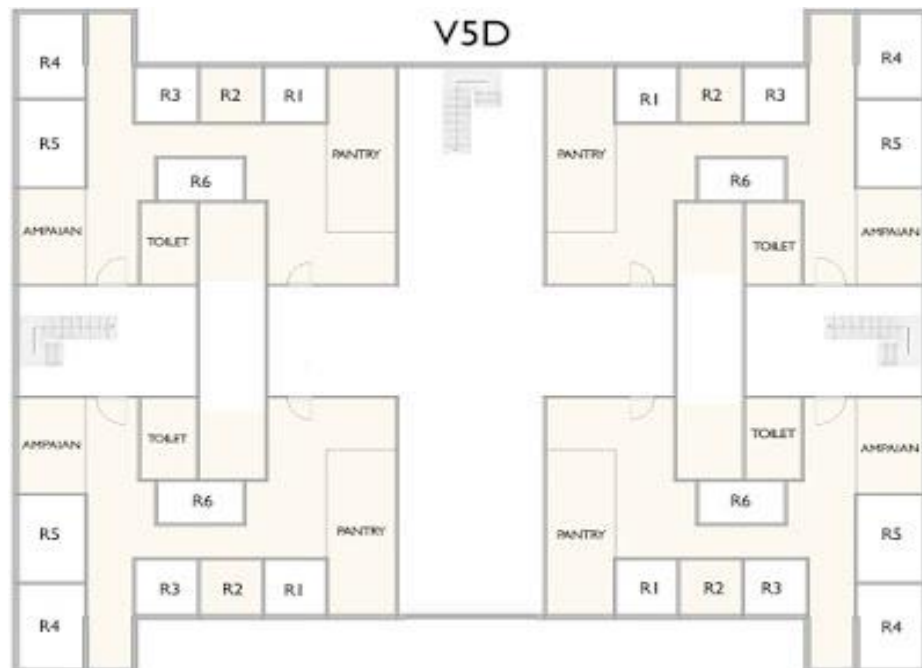 V5D
R4 R4
R3 R2 R1 R1 R2 R3
R5 R5
PANTRY PANTRY
R6 R6
AMPAIAN TOILET TOILET AMPAIAN
AMPAIAN TOILET TOILET AMPAIAN
R6 R6
R5 PANTRY PANTRY R5
R3 R2 R1 R1 R2 R3
R4 R4